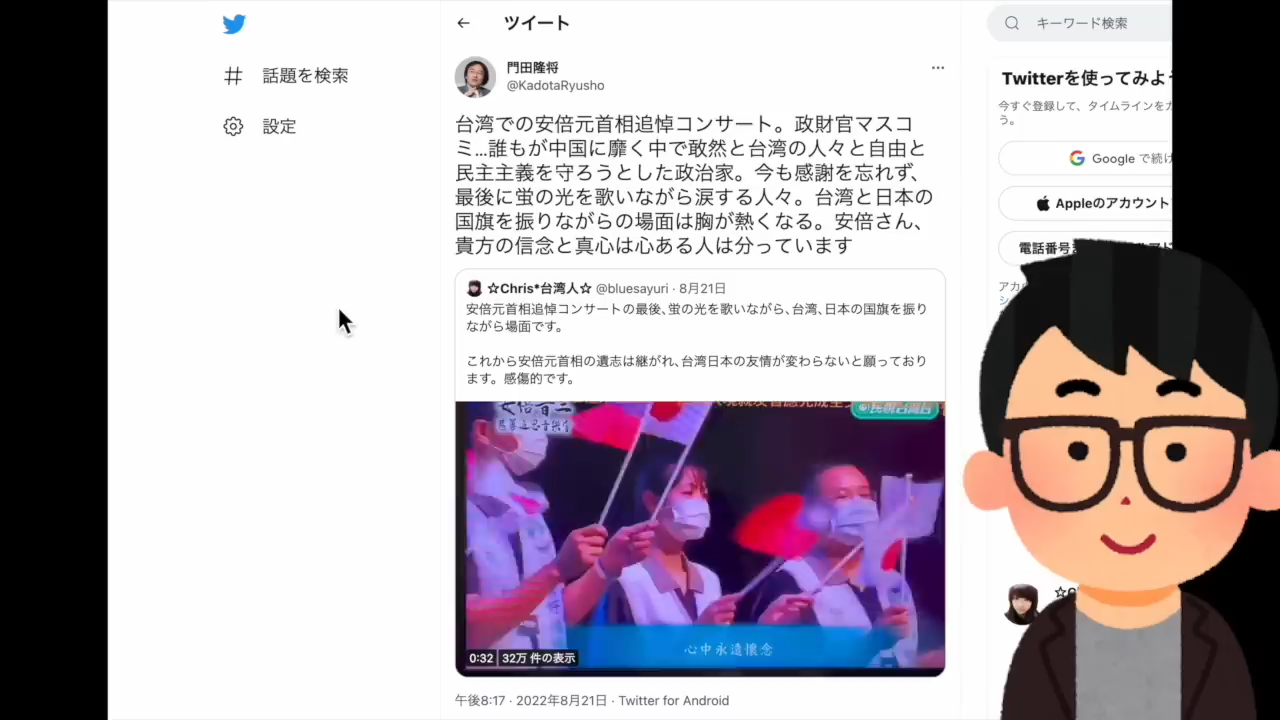 ツイート
キーワード検索
# 話題を検索
設定
門田隆将
@KadotaRyusho
台湾での安倍元首相追悼コンサート。政財官マスコ
ミ...誰もが中国に靡く中で敢然と台湾の人々と自由と
民主主義を守ろうとした政治家。今も感謝を忘れず、
最後に蛍の光を歌いながら涙する人々。台湾と日本の
国旗を振りながらの場面は胸が熱くなる。安倍さん、
貴方の信念と真心は心ある人は分っています
☆Chris*台湾人☆ @bluesayuri · 8月21日
安倍元首相追悼コンサートの最後、蛍の光を歌いながら、台湾、日本の国旗を振り
ながら場面です。
これから安倍元首相の遺志は継がれ、台湾日本の友情が変わらないと願っており
ます。感傷的です。
安倍晋三
民視台湾台
心中永遠懷念
0:32
32万 件の表示
午後8:17 · 2022年8月21日 · Twitter for Android
Twitterを使ってみよ
今すぐ登録して、タイムラインをカ
う。
Google で続け
Appleのアカウント
電話番号
アカ